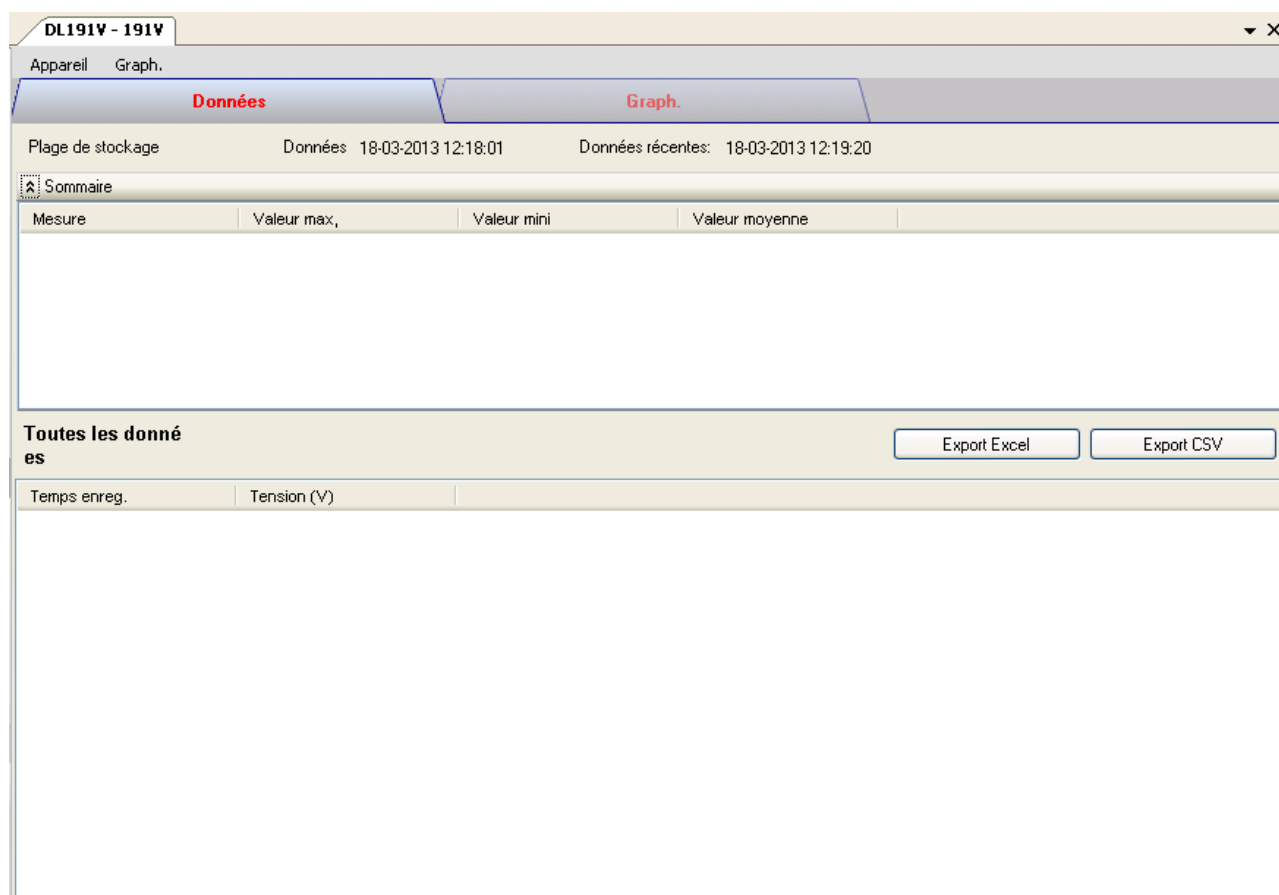 DL191V - 191V
Appareil Graph.
Données Graph.
Plage de stockage Données 18-03-2013 12:18:01 Données récentes: 18-03-2013 12:19:20
Sommaire
Mesure Valeur max, Valeur mini Valeur moyenne
Toutes les donné
es
Export Excel Export CSV
Temps enreg. Tension (V)